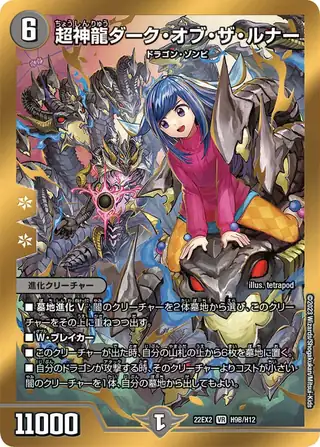 6
ちょうしんりゅう
超神龍ダーク・オブ・ザ・ルナー
ドラゴン・ゾンビ
進化クリーチャー
illus. tetrapod
■墓地進化V:闇のクリーチャーを2体墓地から選び、このクリーチャーをその上に重ねつつ出す。
■W・ブレイカー
■このクリーチャーが出た時、自分の山札の上から6枚を墓地に置く。
■自分のドラゴンが攻撃する時、そのクリーチャーよりコストが小さい闇のクリーチャーを1体、自分の墓地から出してもよい。
11000
1
22EX2 VR H98/H12
©2023 Wizards/Shogakukan/Mitsui-Kids